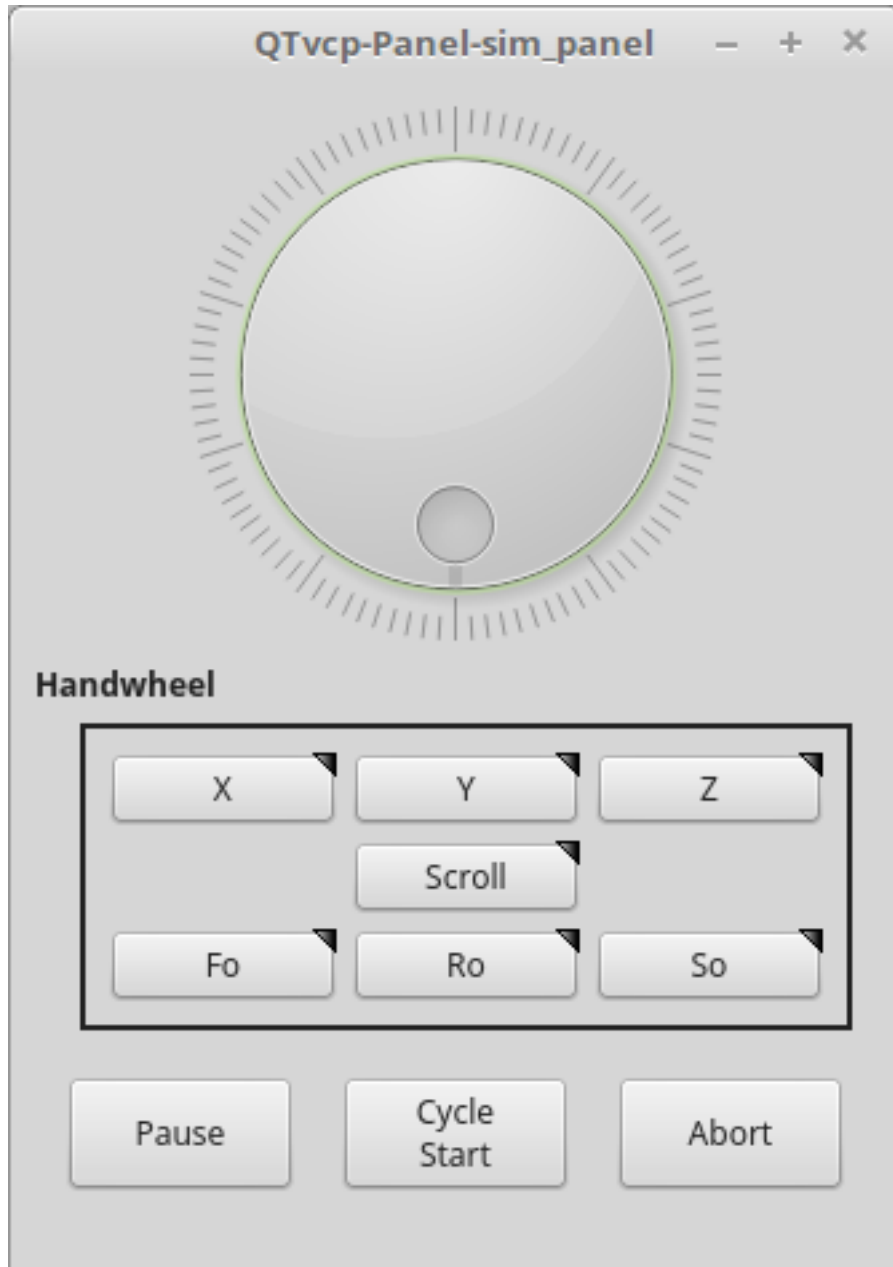 QTvcp-Panel-sim_panel
Handwheel
X Y Z
Scroll
Fo Ro So
Pause
Cycle
Start
Abort